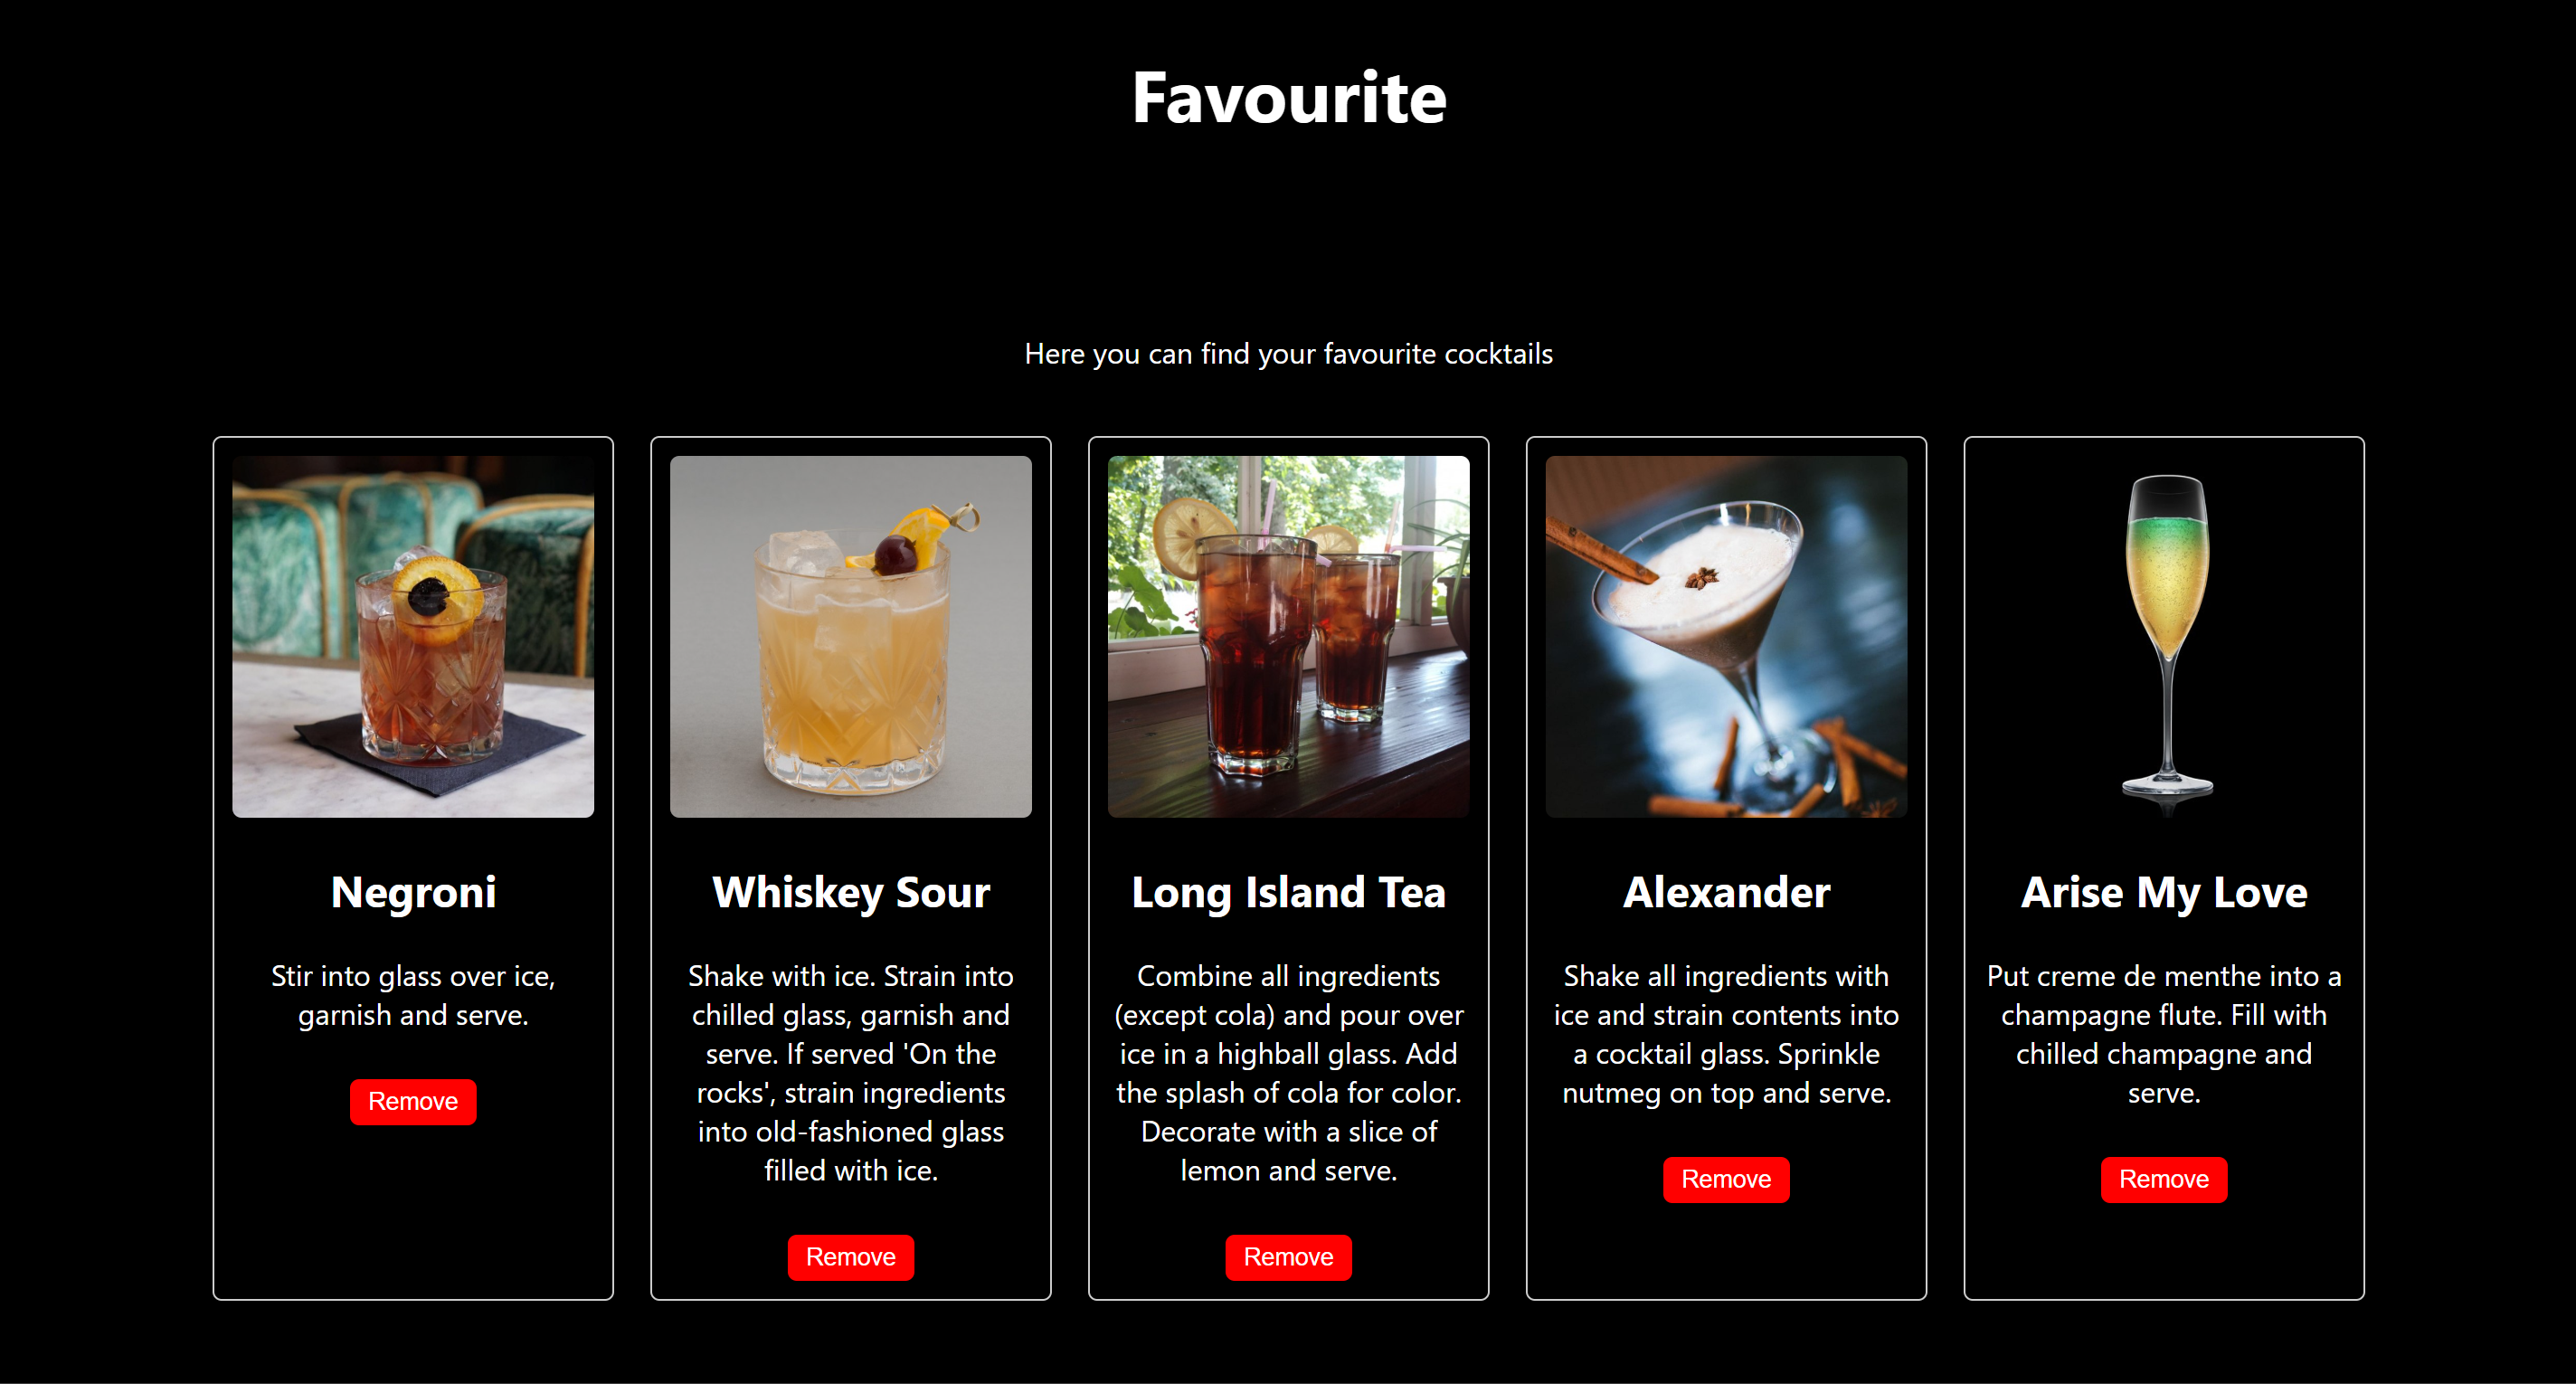 Favourite
Here you can find your favourite cocktails
Negroni
Stir into glass over ice,
garnish and serve.
Remove
Whiskey Sour
Shake with ice. Strain into
chilled glass, garnish and
serve. If served 'On the
rocks', strain ingredients
into old-fashioned glass
filled with ice.
Remove
Long Island Tea
Combine all ingredients
(except cola) and pour over
ice in a highball glass. Add
the splash of cola for color.
Decorate with a slice of
lemon and serve.
Remove
Alexander
Shake all ingredients with
ice and strain contents into
a cocktail glass. Sprinkle
nutmeg on top and serve.
Remove
Arise My Love
Put creme de menthe into a
champagne flute. Fill with
chilled champagne and
serve.
Remove